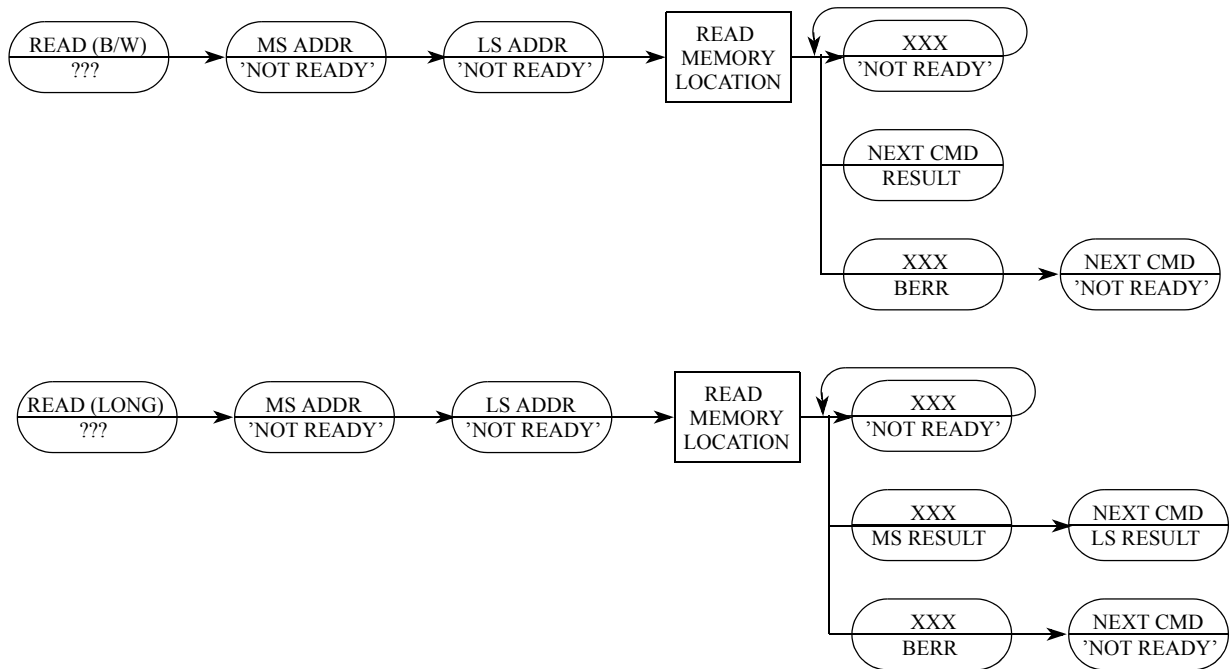 READ (B/W)
???
MS ADDR
'NOT READY'
LS ADDR
'NOT READY'
READ
MEMORY
LOCATION
XXX
'NOT READY'
NEXT CMD
RESULT
XXX
BERR
NEXT CMD
'NOT READY'
READ (LONG)
???
MS ADDR
'NOT READY'
LS ADDR
'NOT READY'
READ
MEMORY
LOCATION
XXX
'NOT READY'
XXX
MS RESULT
NEXT CMD
LS RESULT
XXX
BERR
NEXT CMD
'NOT READY'